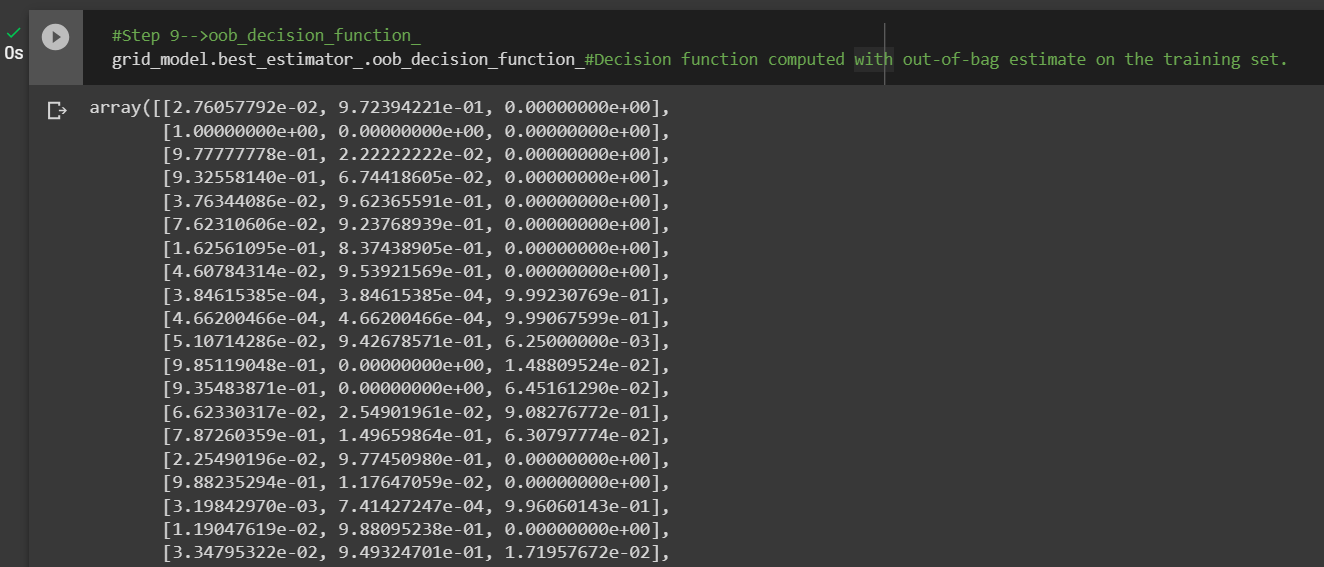 #Step 9-->oob_decision_function_
0s
grid_model.best_estimator_.oob_decision_function_#Decision function computed with out-of-bag estimate on the training set.
array([[2.76057792e-02, 9.72394221e-01, 0.00000000e+00],
[1.00000000e+00, 0.00000000e+00, 0.00000000e+00],
[9.77777778e-01, 2.22222222e-02, 0.00000000e+00],
[9.32558140e-01, 6.74418605e-02, 0.00000000e+00],
[3.76344086e-02, 9.62365591e-01, 0.00000000e+00],
[7.62310606e-02, 9.23768939e-01, 0.00000000e+00],
[1.62561095e-01, 8.37438905e-01, 0.00000000e+00],
[4.60784314e-02, 9.53921569e-01, 0.00000000e+00],
[3.84615385e-04, 3.84615385e-04, 9.99230769e-01],
[4.66200466e-04, 4.66200466e-04, 9.99067599e-01],
[5.10714286e-02, 9.42678571e-01, 6.25000000e-03],
[9.85119048e-01, 0.00000000e+00, 1.48809524e-02],
[9.35483871e-01, 0.00000000e+00, 6.45161290e-02],
[6.62330317e-02, 2.54901961e-02, 9.08276772e-01],
[7.87260359e-01, 1.49659864e-01, 6.30797774e-02],
[2.25490196e-02, 9.77450980e-01, 0.00000000e+00],
[9.88235294e-01, 1.17647059e-02, 0.00000000e+00],
[3.19842970e-03, 7.41427247e-04, 9.96060143e-01],
[1.19047619e-02, 9.88095238e-01, 0.00000000e+00],
[3.34795322e-02, 9.49324701e-01, 1.71957672e-02],